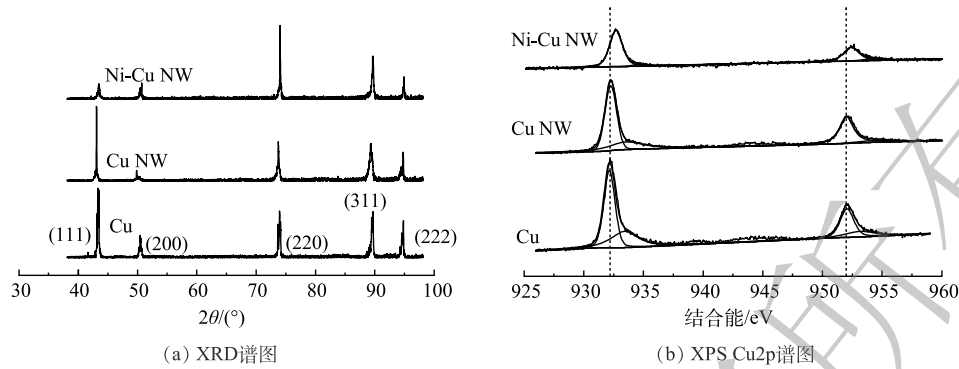 Ni-Cu NW
Cu NW
Cu
(111)
(200)
(220)
(311)
(222)
30 40 50 60 70 80 90 100
2θ/(°)
(a) XRD谱图
Ni-Cu NW
Cu NW
Cu
925 930 935 940 945 950 955 960
结合能/eV
(b) XPS Cu2p谱图
所有